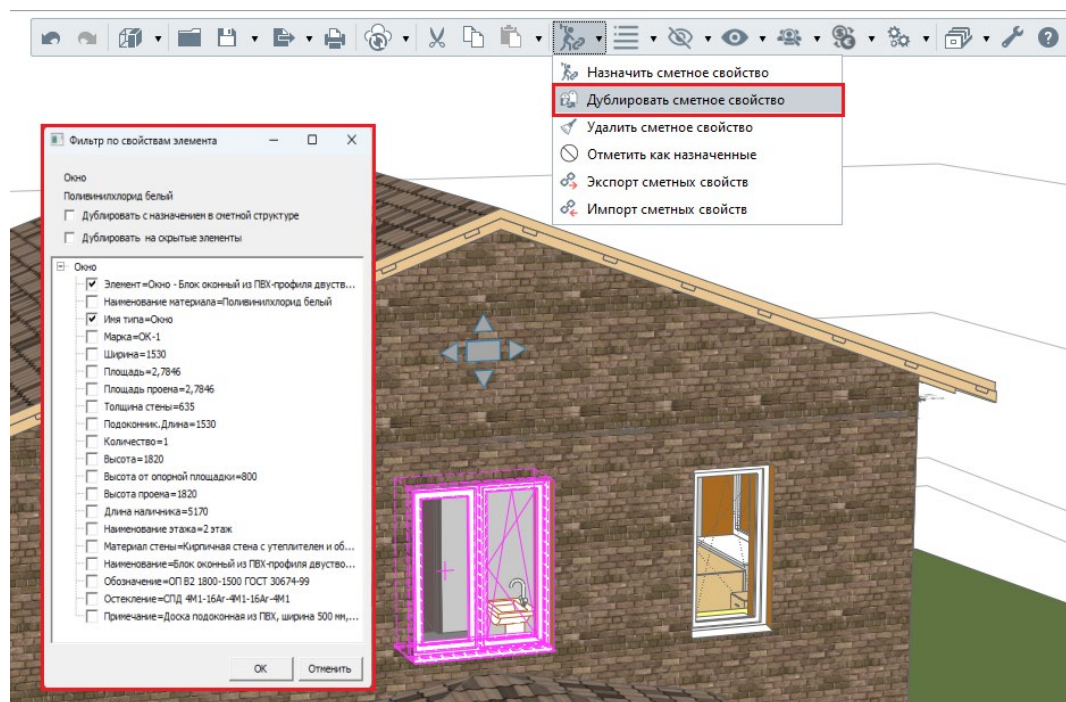 Назначить сметное свойство
Дублировать сметное свойство
Удалить сметное свойство
Отметить как назначенные
Экспорт сметных свойств
Импорт сметных свойств
Фильтр по свойствам элемента
Окно
Поливинилхлорид белый
Дублировать с назначением в сметной структуре
Дублировать на скрытые элементы
Окно
Элемент=Окно - Блок оконный из ПВХ-профиля двуств...
Наименование материала=Поливинилхлорид белый
Имя типа=Окно
Марка=ОК-1
Ширина=1530
Площадь=2,7846
Площадь проема=2,7846
Толщина стены=635
Подоконник.Длина=1530
Количество=1
Высота=1820
Высота от опорной площадки=800
Высота проема=1820
Длина наличника=5170
Наименование этажа=2 этаж
Материал стены=Кирпичная стена с утеплителем и об...
Наименование=Блок оконный из ПВХ-профиля двуство...
Обозначение=ОП В2 1800-1500 ГОСТ 30674-99
Остекление=СПД 4М1-16Ar-4М1-16Ar-4М1
Примечание=Доска подоконная из ПВХ, ширина 500 мм,...
ОК
Отменить